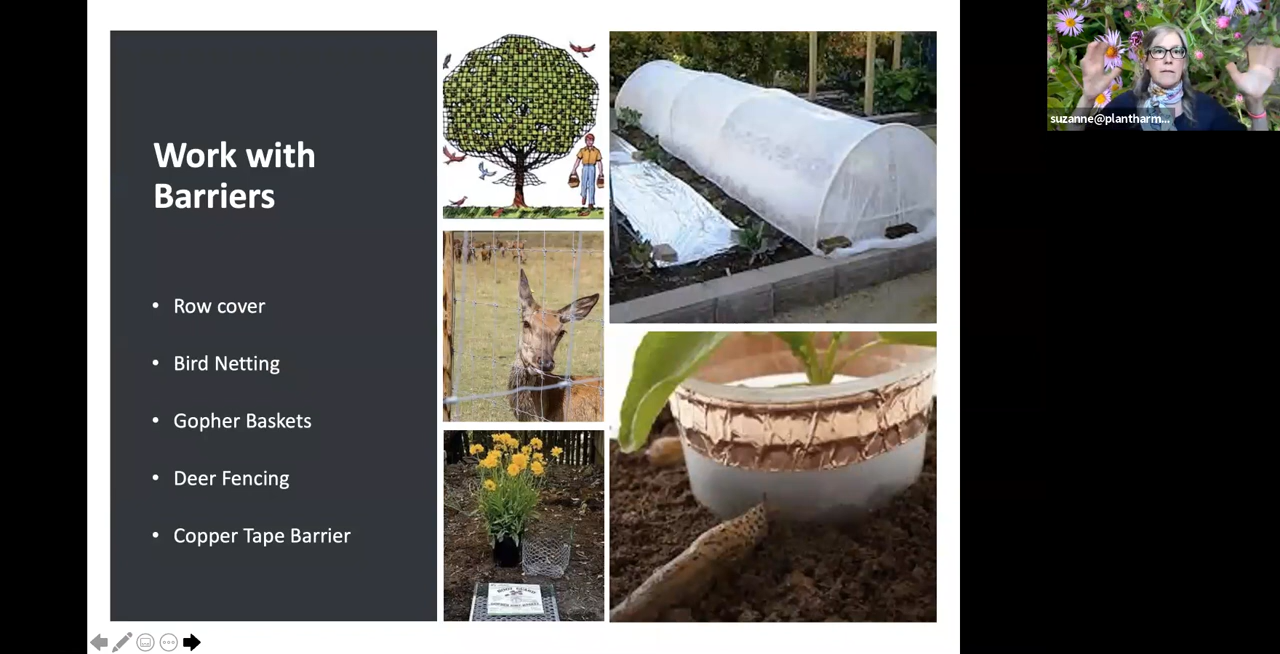 Work with
Barriers
• Row cover
• Bird Netting
• Gopher Baskets
• Deer Fencing
• Copper Tape Barrier
suzanne@plantharm...